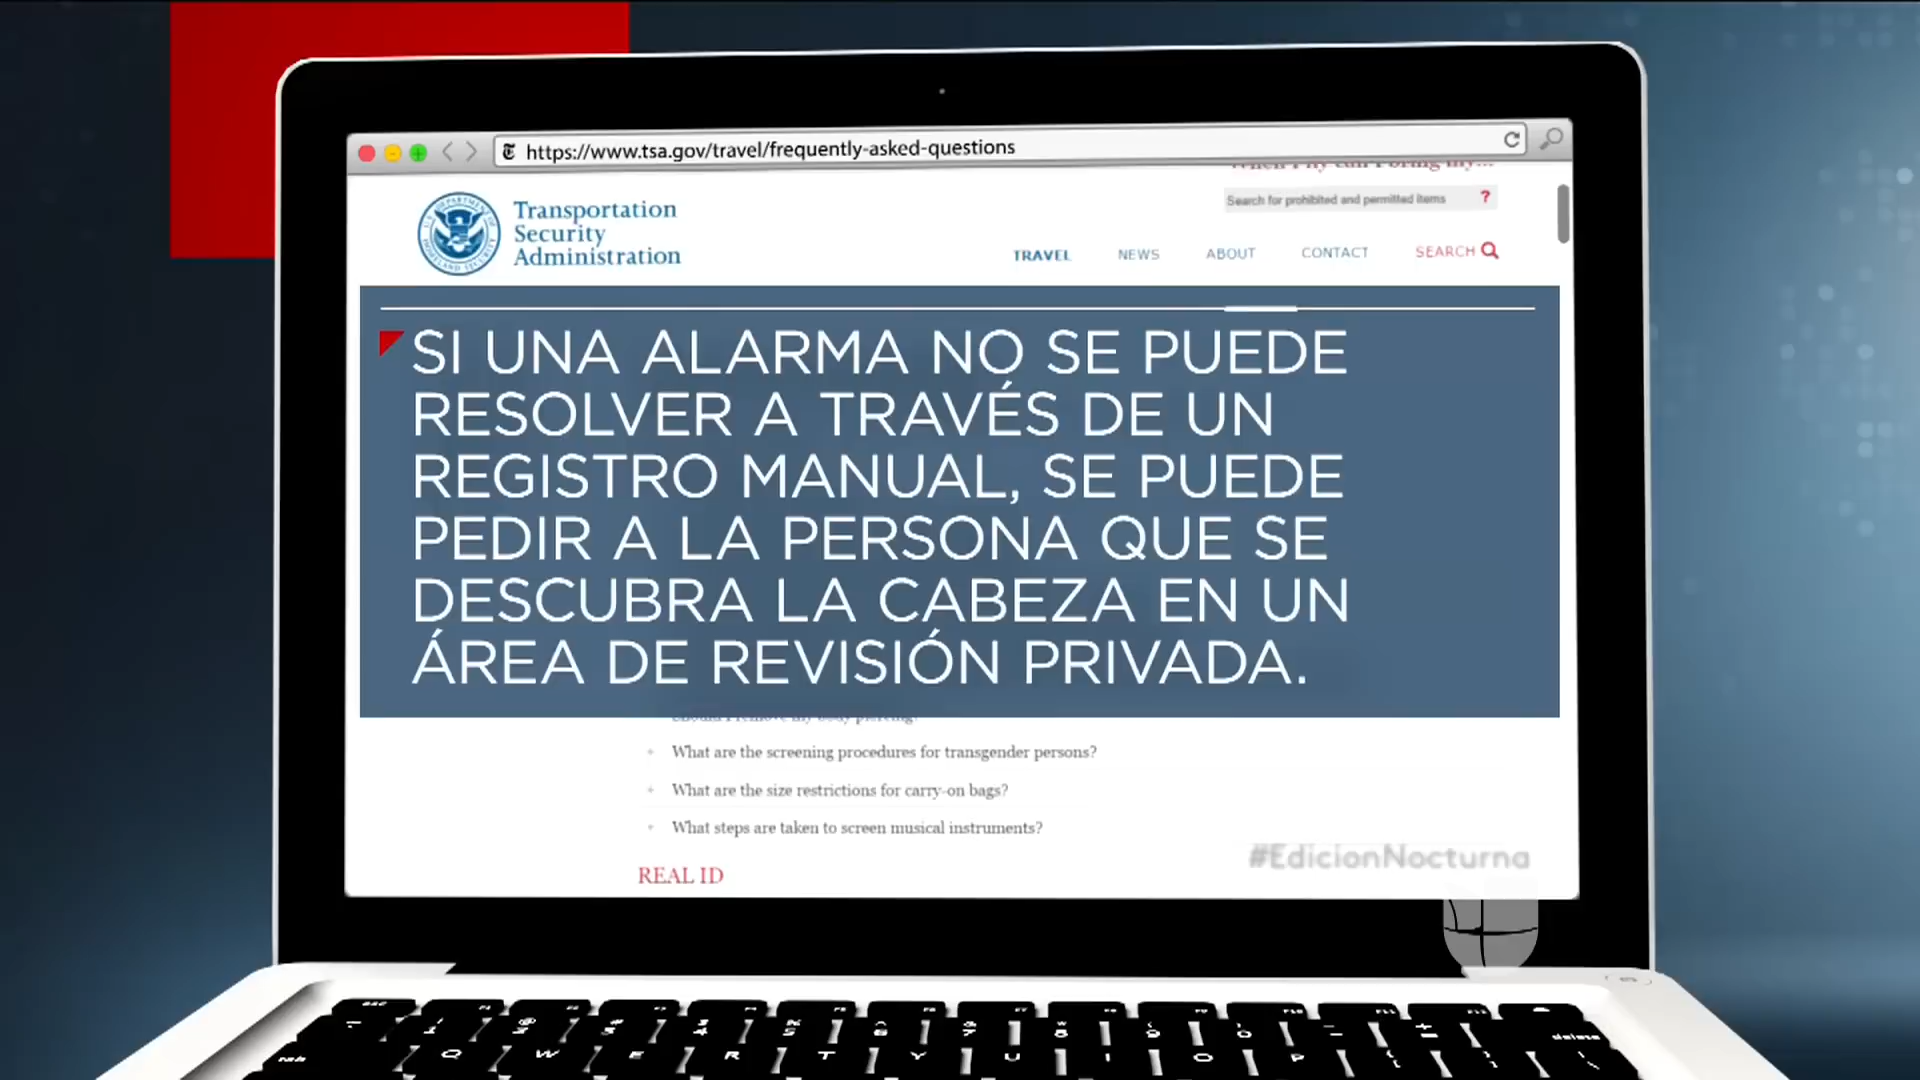 https://www.tsa.gov/travel/frequently-asked-questions
Search for prohibited and permitted items ?
Transportation
Security
Administration
TRAVEL NEWS ABOUT CONTACT SEARCH
SI UNA ALARMA NO SE PUEDE
RESOLVER A TRAVÉS DE UN
REGISTRO MANUAL, SE PUEDE
PEDIR A LA PERSONA QUE SE
DESCUBRA LA CABEZA EN UN
ÁREA DE REVISIÓN PRIVADA.
What are the screening procedures for transgender persons?
What are the size restrictions for carry-on bags?
What steps are taken to screen musical instruments?
REAL ID
#EdicionNocturna
Q W E R T Y U I O P